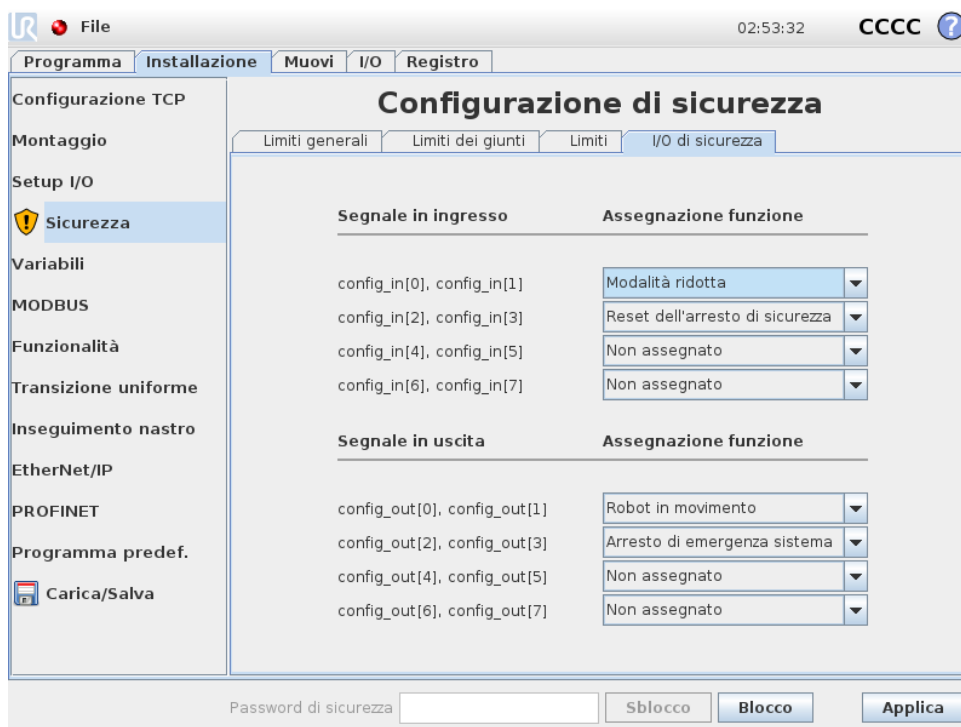 UR File 02:53:32 CCCC ?
Programma Installazione Muovi I/O Registro
Configurazione TCP
Montaggio
Setup I/O
Sicurezza
Variabili
MODBUS
Funzionalità
Transizione uniforme
Inseguimento nastro
EtherNet/IP
PROFINET
Programma predef.
Carica/Salva
Configurazione di sicurezza
Limiti generali Limiti dei giunti Limiti I/O di sicurezza
Segnale in ingresso Assegnazione funzione
config_in[0], config_in[1] Modalità ridotta
config_in[2], config_in[3] Reset dell'arresto di sicurezza
config_in[4], config_in[5] Non assegnato
config_in[6], config_in[7] Non assegnato
Segnale in uscita Assegnazione funzione
config_out[0], config_out[1] Robot in movimento
config_out[2], config_out[3] Arresto di emergenza sistema
config_out[4], config_out[5] Non assegnato
config_out[6], config_out[7] Non assegnato
Password di sicurezza Sblocco Blocco Applica